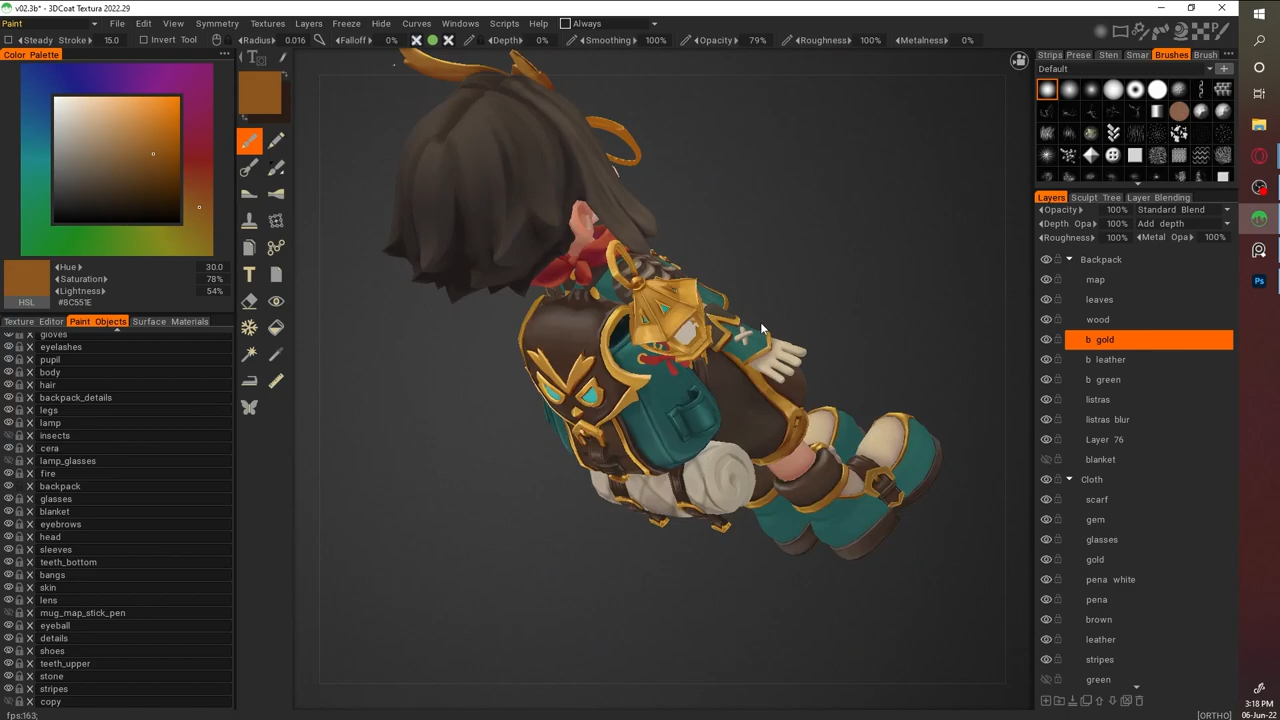 v02.3b* - 3DCoat Textura 2022.29
Paint File Edit View Symmetry Textures Layers Freeze Hide Curves Windows Scripts Help Always
Steady Stroke 15.0 Invert Tool Radius 0.016 Falloff 0% Depth 0% Smoothing 100% Opacity 79% Roughness 100% Metalness 0%
Color Palette
Hue 30.0
Saturation 78%
Lightness 54%
HSL #8C551E
Texture Editor Paint Objects Surface Materials
gloves
eyelashes
pupil
body
hair
backpack_details
legs
lamp
insects
cera
lamp_glasses
fire
backpack
glasses
blanket
eyebrows
head
sleeves
teeth_bottom
bangs
skin
lens
mug_map_stick_pen
eyeball
details
shoes
teeth_upper
stone
stripes
copy
fps:163;
Strips Prese Sten Smar Brushes Brush
Default
Layers Sculpt Tree Layer Blending
Opacity 100% Standard Blend
Depth Opa 100% Add depth
Roughness 100% Metal Opa 100%
Backpack
map
leaves
wood
b gold
b leather
b green
listras
listras blur
Layer 76
blanket
Cloth
scarf
gem
glasses
gold
pena white
pena
brown
leather
stripes
green
Ps
3:18 PM
06-Jun-22
[ORTHO]